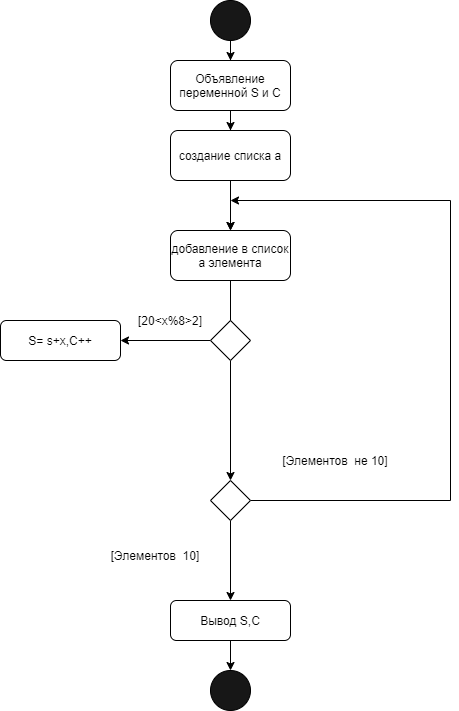 Объявление
переменной S и C
создание списка а
добавление в список
а элемента
[20<x%8>2]
S= s+x,C++
[Элементов  не 10]
[Элементов  10]
Вывод S,C